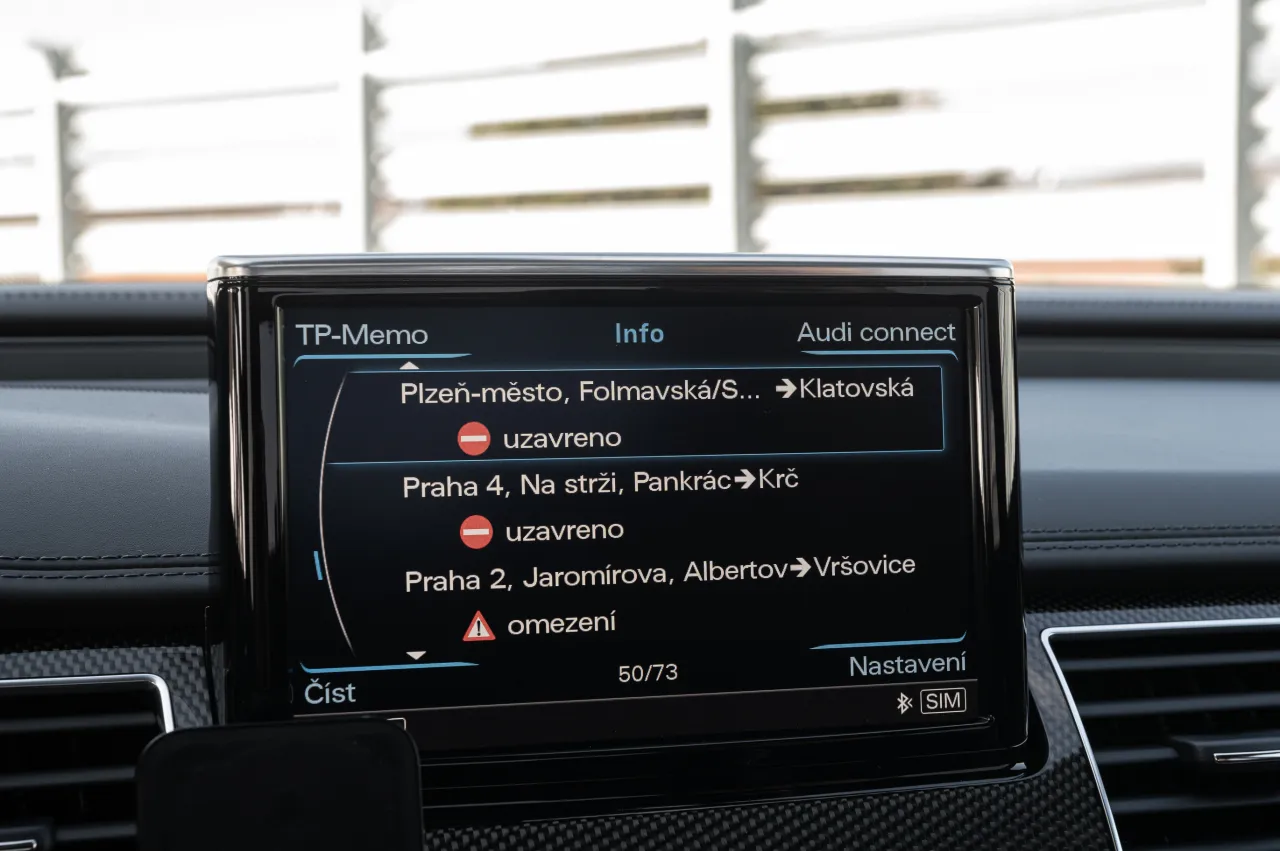 TP-Memo Info Audi connect
Plzeň-město, Folmavská/S... ➔Klatovská
uzavreno
Praha 4, Na strži, Pankrác➔Krč
uzavreno
Praha 2, Jaromírova, Albertov➔Vršovice
omezení
Číst 50/73 Nastavení
SIM